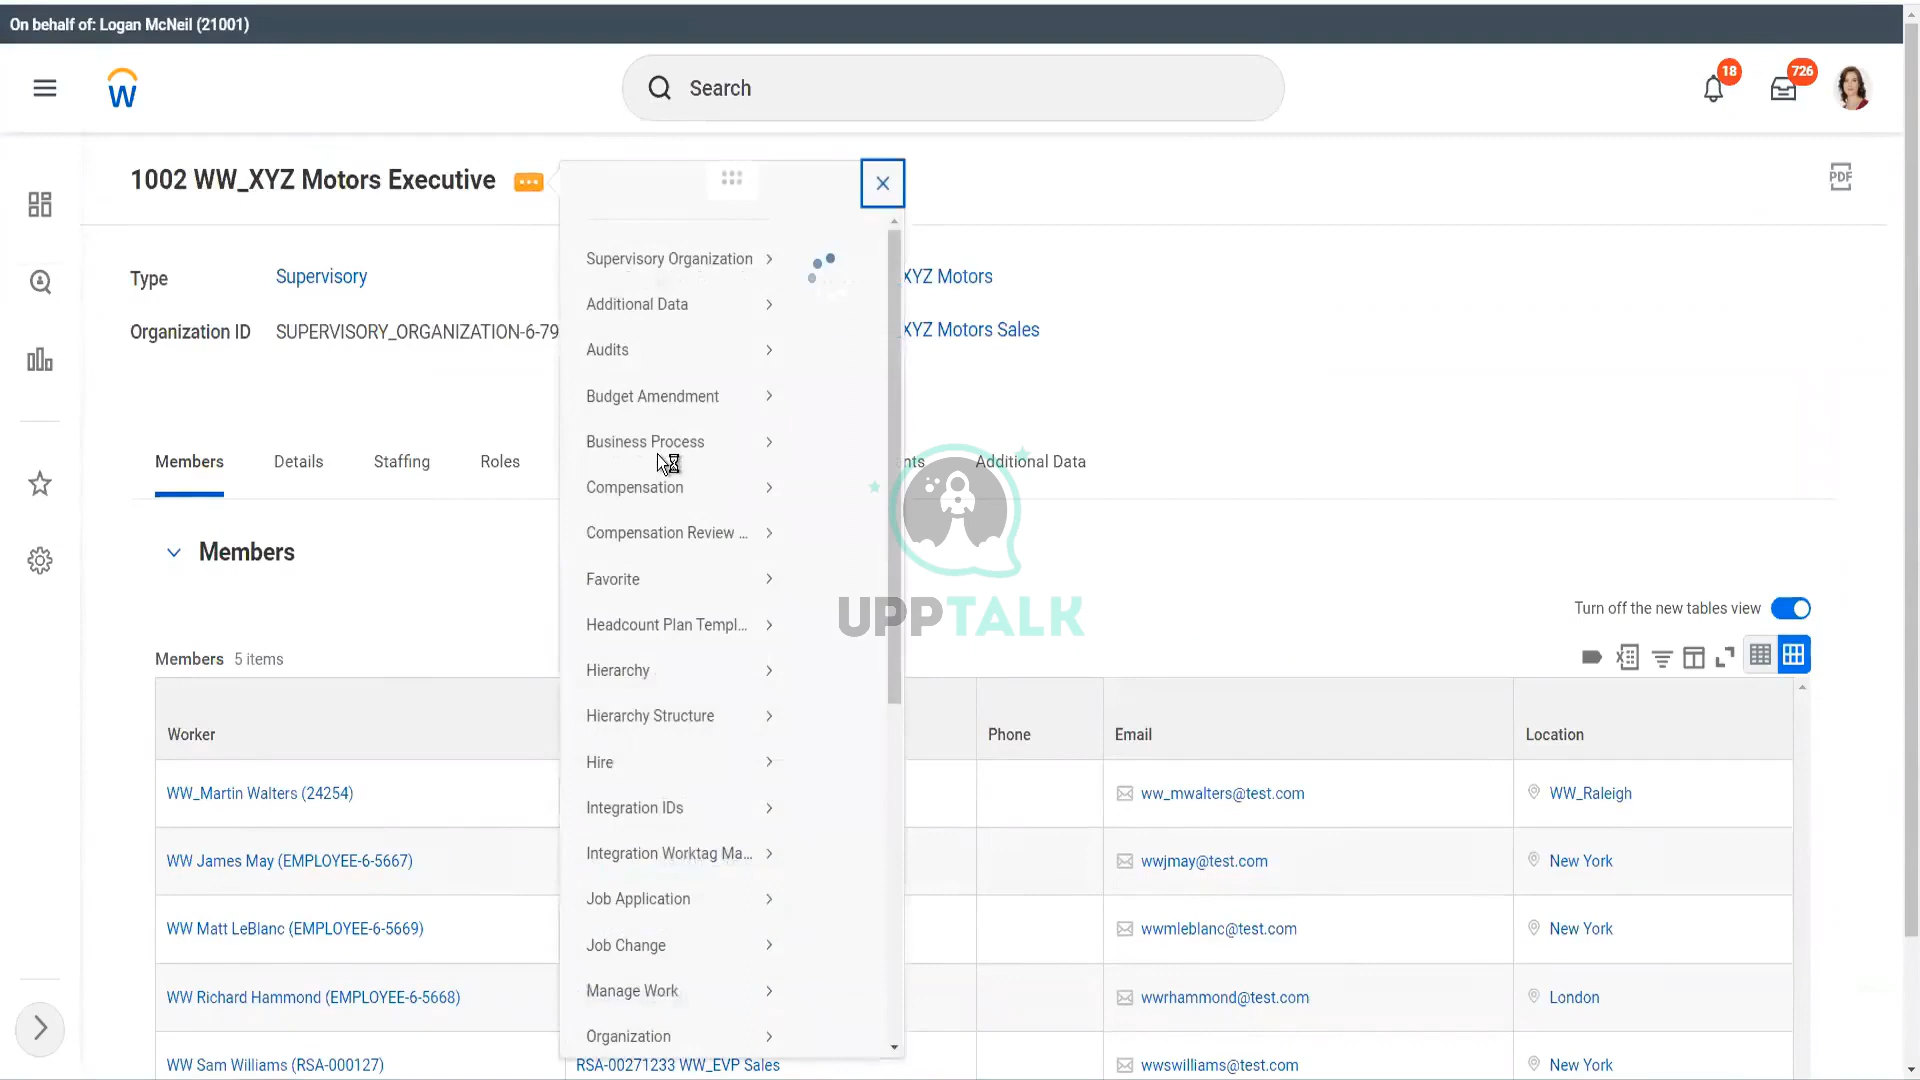 On behalf of: Logan McNeil (21001)
W
Search
18
726
1002 WW_XYZ Motors Executive
PDF
Type
Supervisory
XYZ Motors
Organization ID
SUPERVISORY_ORGANIZATION-6-79
XYZ Motors Sales
Supervisory Organization
Additional Data
Audits
Budget Amendment
Business Process
Compensation
Compensation Review ...
Favorite
Headcount Plan Templ...
Hierarchy
Hierarchy Structure
Hire
Integration IDs
Integration Worktag Ma...
Job Application
Job Change
Manage Work
Organization
Members
Details
Staffing
Roles
nts
Additional Data
Members
UPPTALK
Turn off the new tables view
Members 5 items
Worker
Phone
Email
Location
WW_Martin Walters (24254)
ww_mwalters@test.com
WW_Raleigh
WW James May (EMPLOYEE-6-5667)
wwjmay@test.com
New York
WW Matt LeBlanc (EMPLOYEE-6-5669)
wwmleblanc@test.com
New York
WW Richard Hammond (EMPLOYEE-6-5668)
wwrhammond@test.com
London
WW Sam Williams (RSA-000127)
RSA-00271233 WW_EVP Sales
wwswilliams@test.com
New York